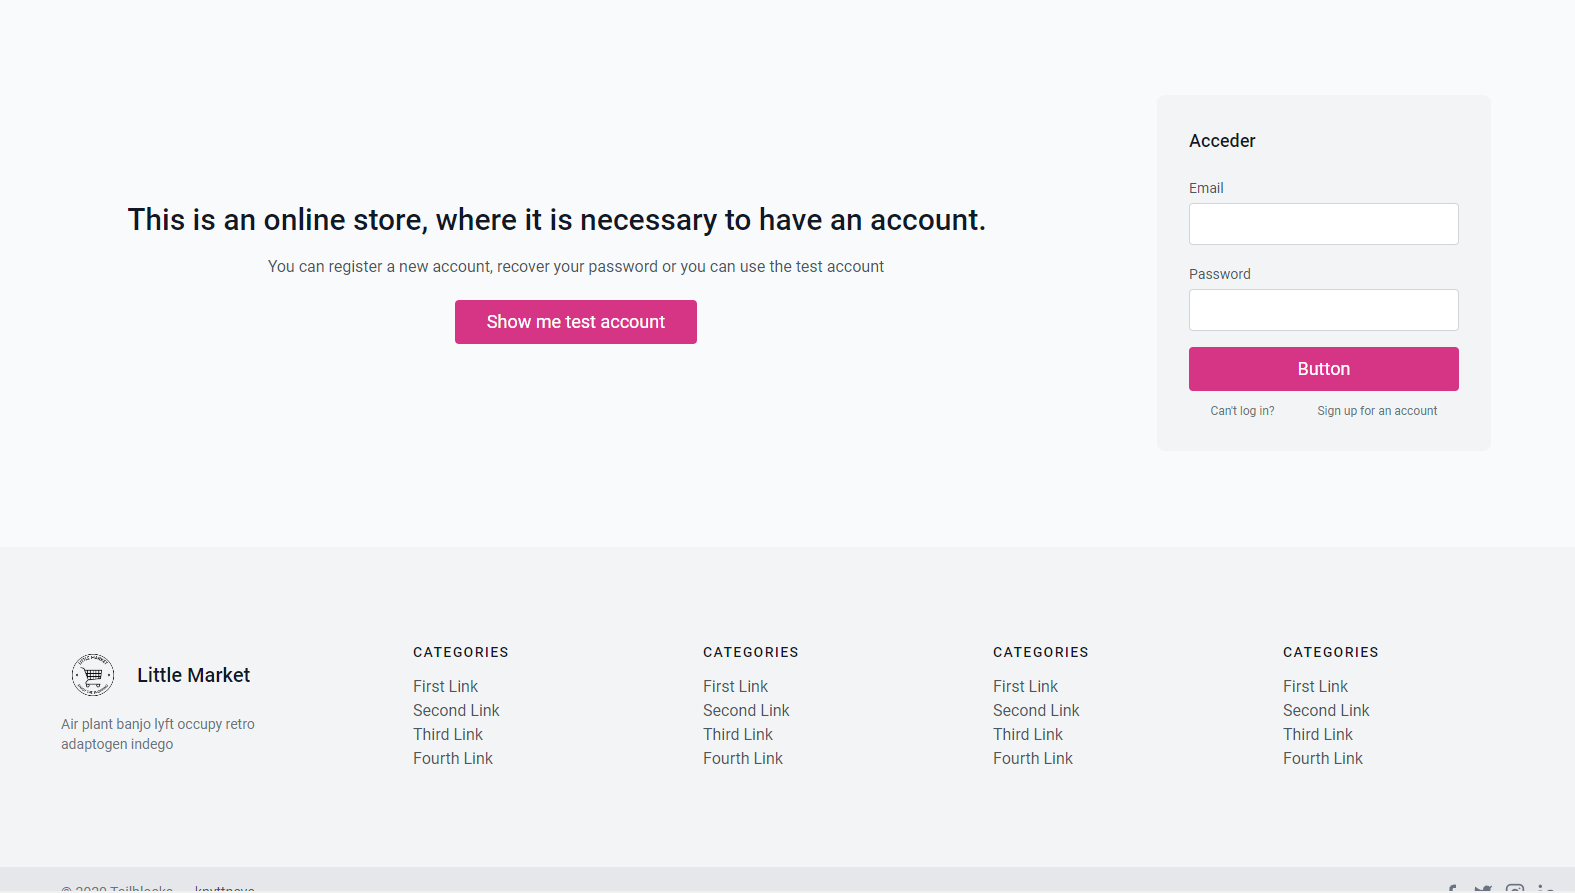 This is an online store, where it is necessary to have an account.
You can register a new account, recover your password or you can use the test account
Show me test account
Acceder
Email
Password
Button
Can't log in?
Sign up for an account
Little Market
Air plant banjo lyft occupy retro
adaptogen indego
CATEGORIES
First Link
Second Link
Third Link
Fourth Link
CATEGORIES
First Link
Second Link
Third Link
Fourth Link
CATEGORIES
First Link
Second Link
Third Link
Fourth Link
CATEGORIES
First Link
Second Link
Third Link
Fourth Link
© 2020 Tailblocks